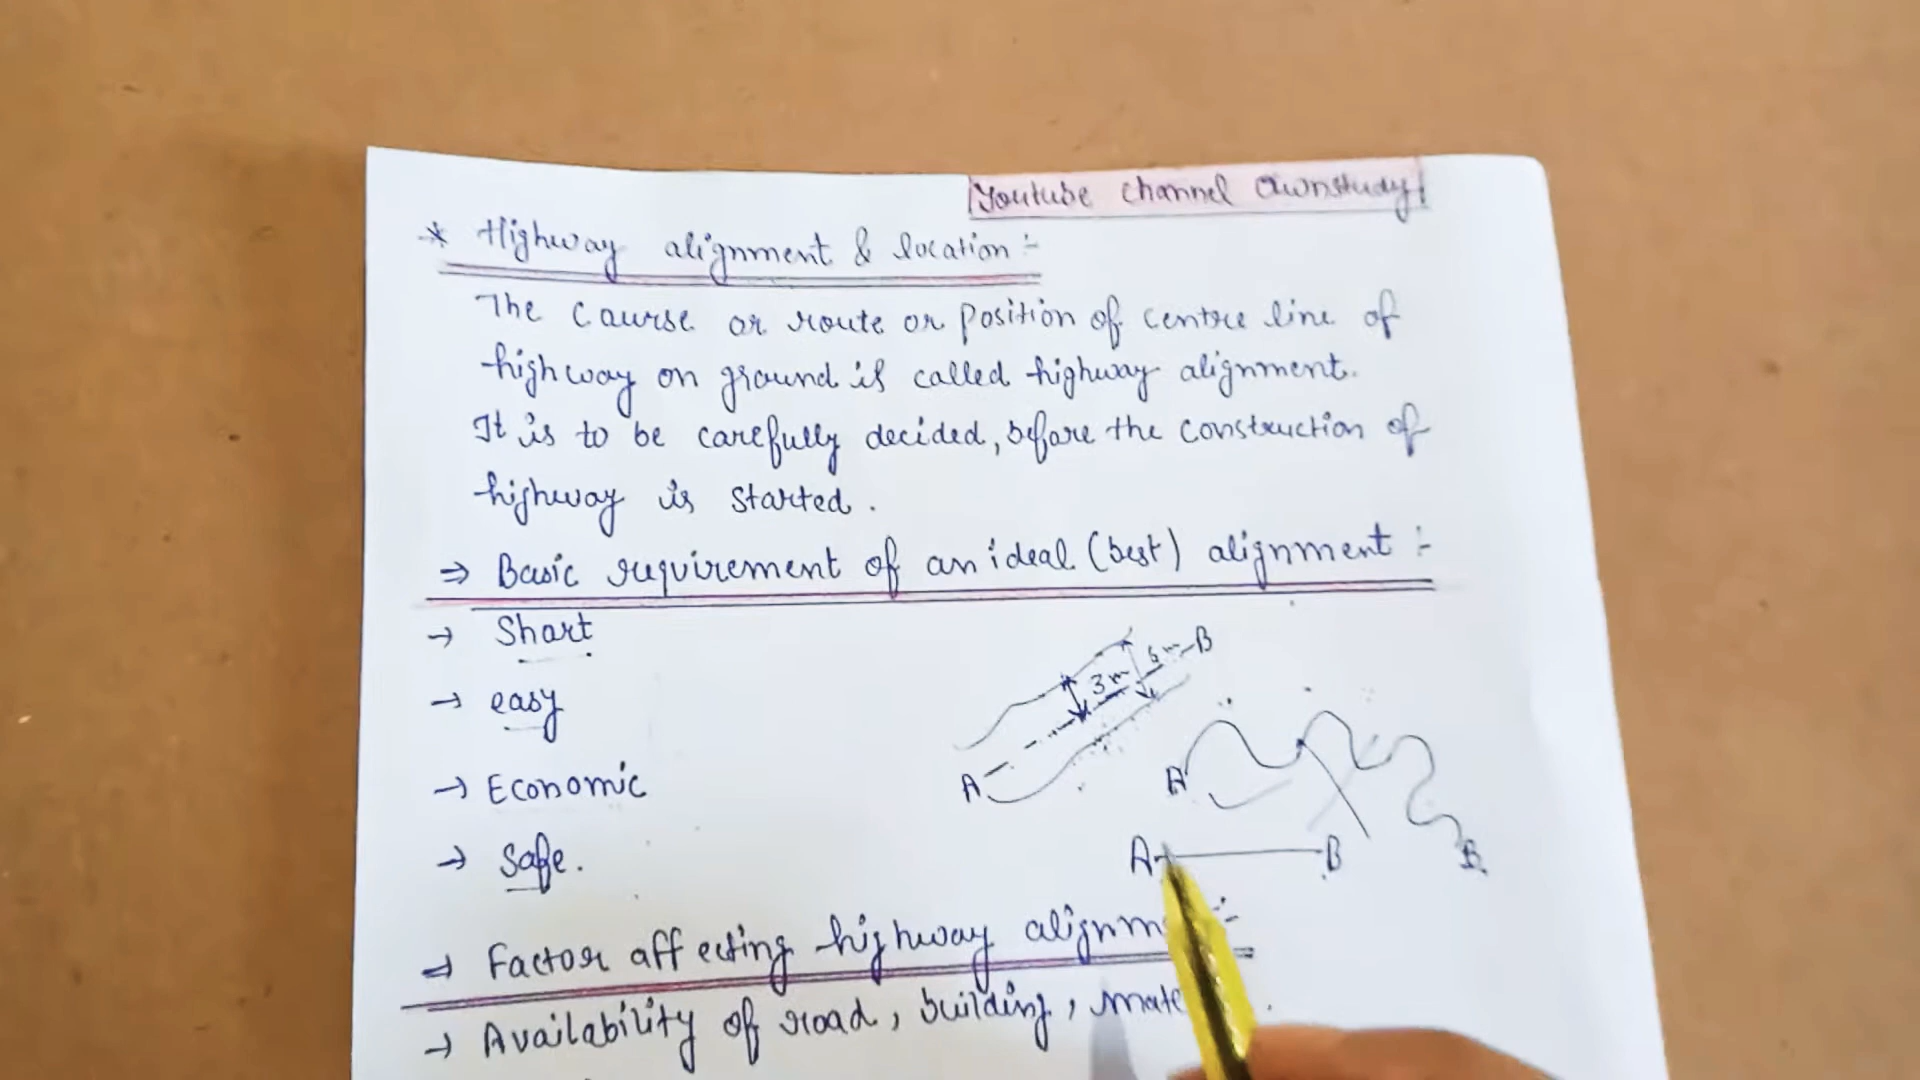 Youtube channel Ownstudy
* Highway alignment & location :-
The course or route or position of centre line of
highway on ground is called highway alignment.
It is to be carefully decided, before the construction of
highway is started.
⇒ Basic requirement of an ideal (best) alignment :-
→ Short
→ easy
→ Economic
→ safe.
A 3m 6m B
A B
A B
⇒ Factor affecting highway alignm :-
→ Availability of road, building, mate